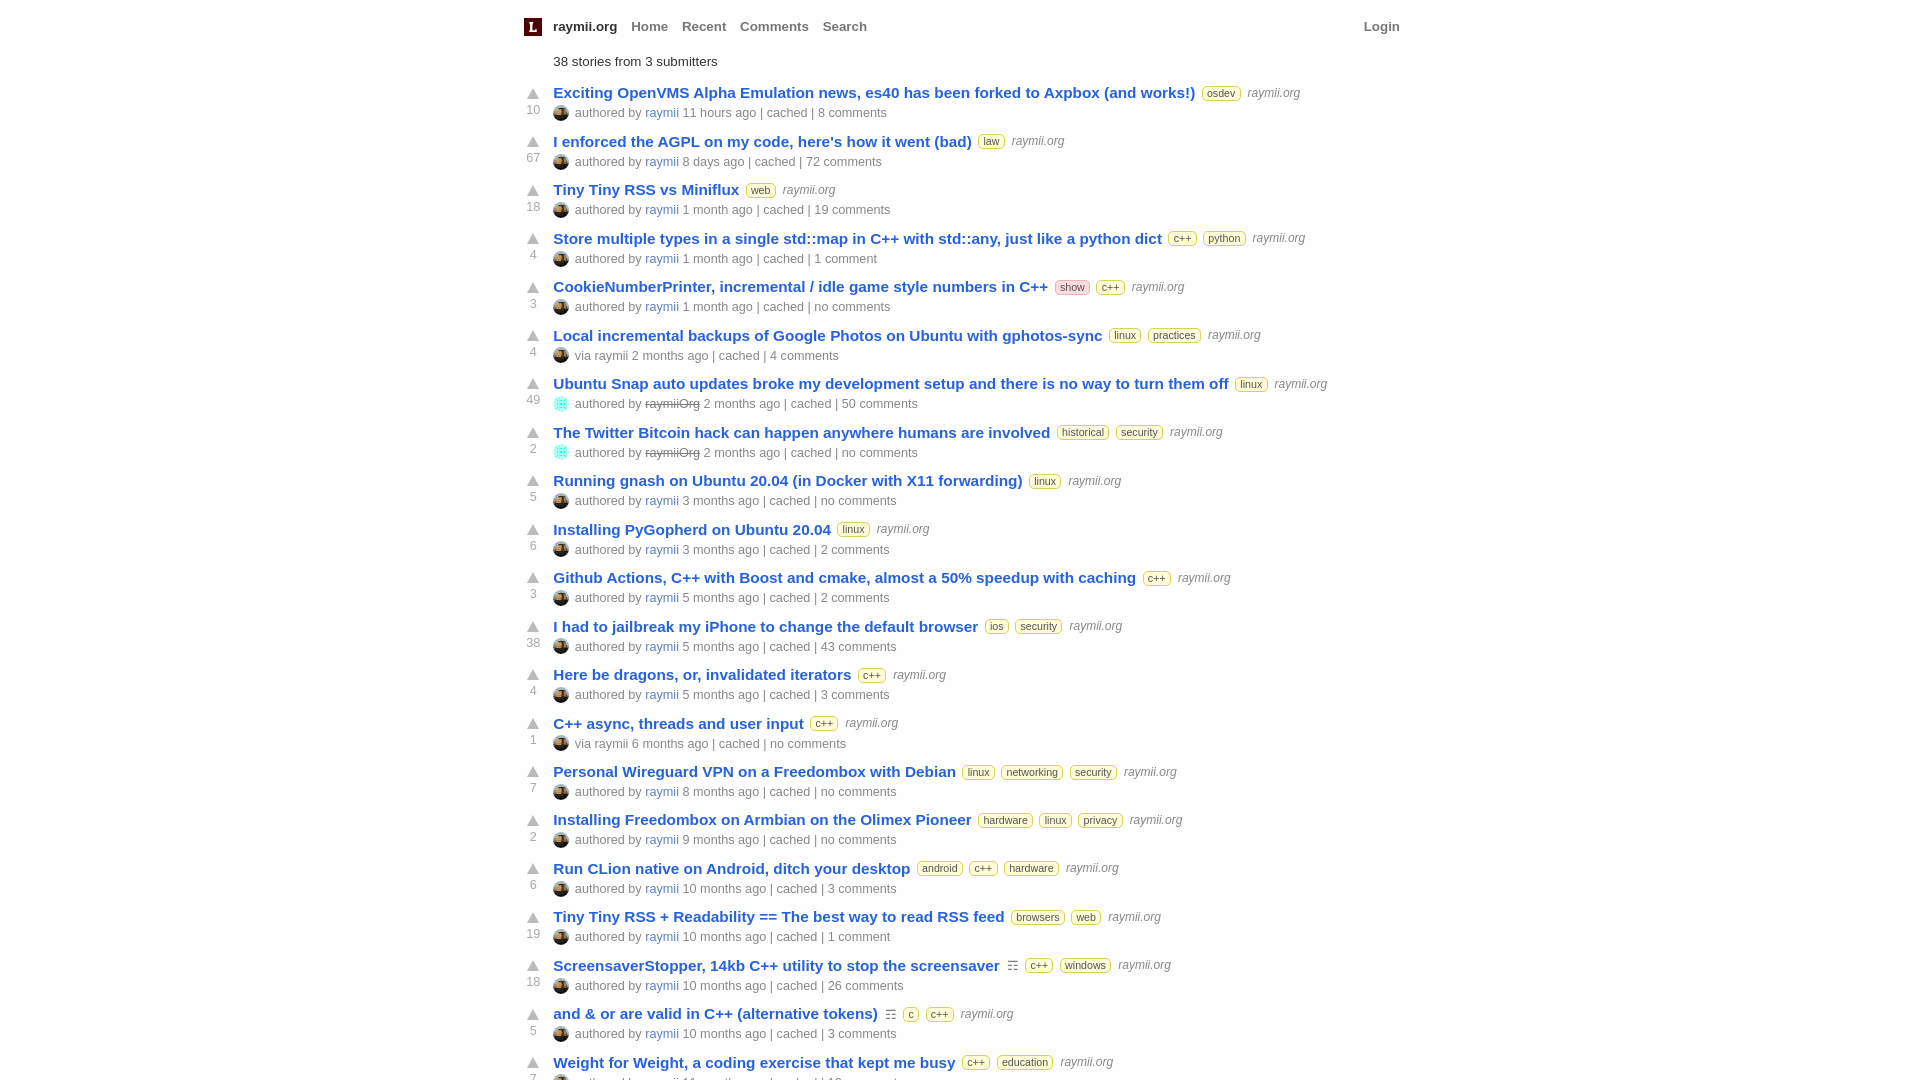 L raymii.org Home Recent Comments Search Login
38 stories from 3 submitters
Exciting OpenVMS Alpha Emulation news, es40 has been forked to Axpbox (and works!) osdev raymii.org
10 authored by raymii 11 hours ago | cached | 8 comments
I enforced the AGPL on my code, here's how it went (bad) law raymii.org
67 authored by raymii 8 days ago | cached | 72 comments
Tiny Tiny RSS vs Miniflux web raymii.org
18 authored by raymii 1 month ago | cached | 19 comments
Store multiple types in a single std::map in C++ with std::any, just like a python dict c++ python raymii.org
4 authored by raymii 1 month ago | cached | 1 comment
CookieNumberPrinter, incremental / idle game style numbers in C++ show c++ raymii.org
3 authored by raymii 1 month ago | cached | no comments
Local incremental backups of Google Photos on Ubuntu with gphotos-sync linux practices raymii.org
4 via raymii 2 months ago | cached | 4 comments
Ubuntu Snap auto updates broke my development setup and there is no way to turn them off linux raymii.org
49 authored by raymiiOrg 2 months ago | cached | 50 comments
The Twitter Bitcoin hack can happen anywhere humans are involved historical security raymii.org
2 authored by raymiiOrg 2 months ago | cached | no comments
Running gnash on Ubuntu 20.04 (in Docker with X11 forwarding) linux raymii.org
5 authored by raymii 3 months ago | cached | no comments
Installing PyGopherd on Ubuntu 20.04 linux raymii.org
6 authored by raymii 3 months ago | cached | 2 comments
Github Actions, C++ with Boost and cmake, almost a 50% speedup with caching c++ raymii.org
3 authored by raymii 5 months ago | cached | 2 comments
I had to jailbreak my iPhone to change the default browser ios security raymii.org
38 authored by raymii 5 months ago | cached | 43 comments
Here be dragons, or, invalidated iterators c++ raymii.org
4 authored by raymii 5 months ago | cached | 3 comments
C++ async, threads and user input c++ raymii.org
1 via raymii 6 months ago | cached | no comments
Personal Wireguard VPN on a Freedombox with Debian linux networking security raymii.org
7 authored by raymii 8 months ago | cached | no comments
Installing Freedombox on Armbian on the Olimex Pioneer hardware linux privacy raymii.org
2 authored by raymii 9 months ago | cached | no comments
Run CLion native on Android, ditch your desktop android c++ hardware raymii.org
6 authored by raymii 10 months ago | cached | 3 comments
Tiny Tiny RSS + Readability == The best way to read RSS feed browsers web raymii.org
19 authored by raymii 10 months ago | cached | 1 comment
ScreensaverStopper, 14kb C++ utility to stop the screensaver ☶ c++ windows raymii.org
18 authored by raymii 10 months ago | cached | 26 comments
and & or are valid in C++ (alternative tokens) ☶ c c++ raymii.org
5 authored by raymii 10 months ago | cached | 3 comments
Weight for Weight, a coding exercise that kept me busy c++ education raymii.org